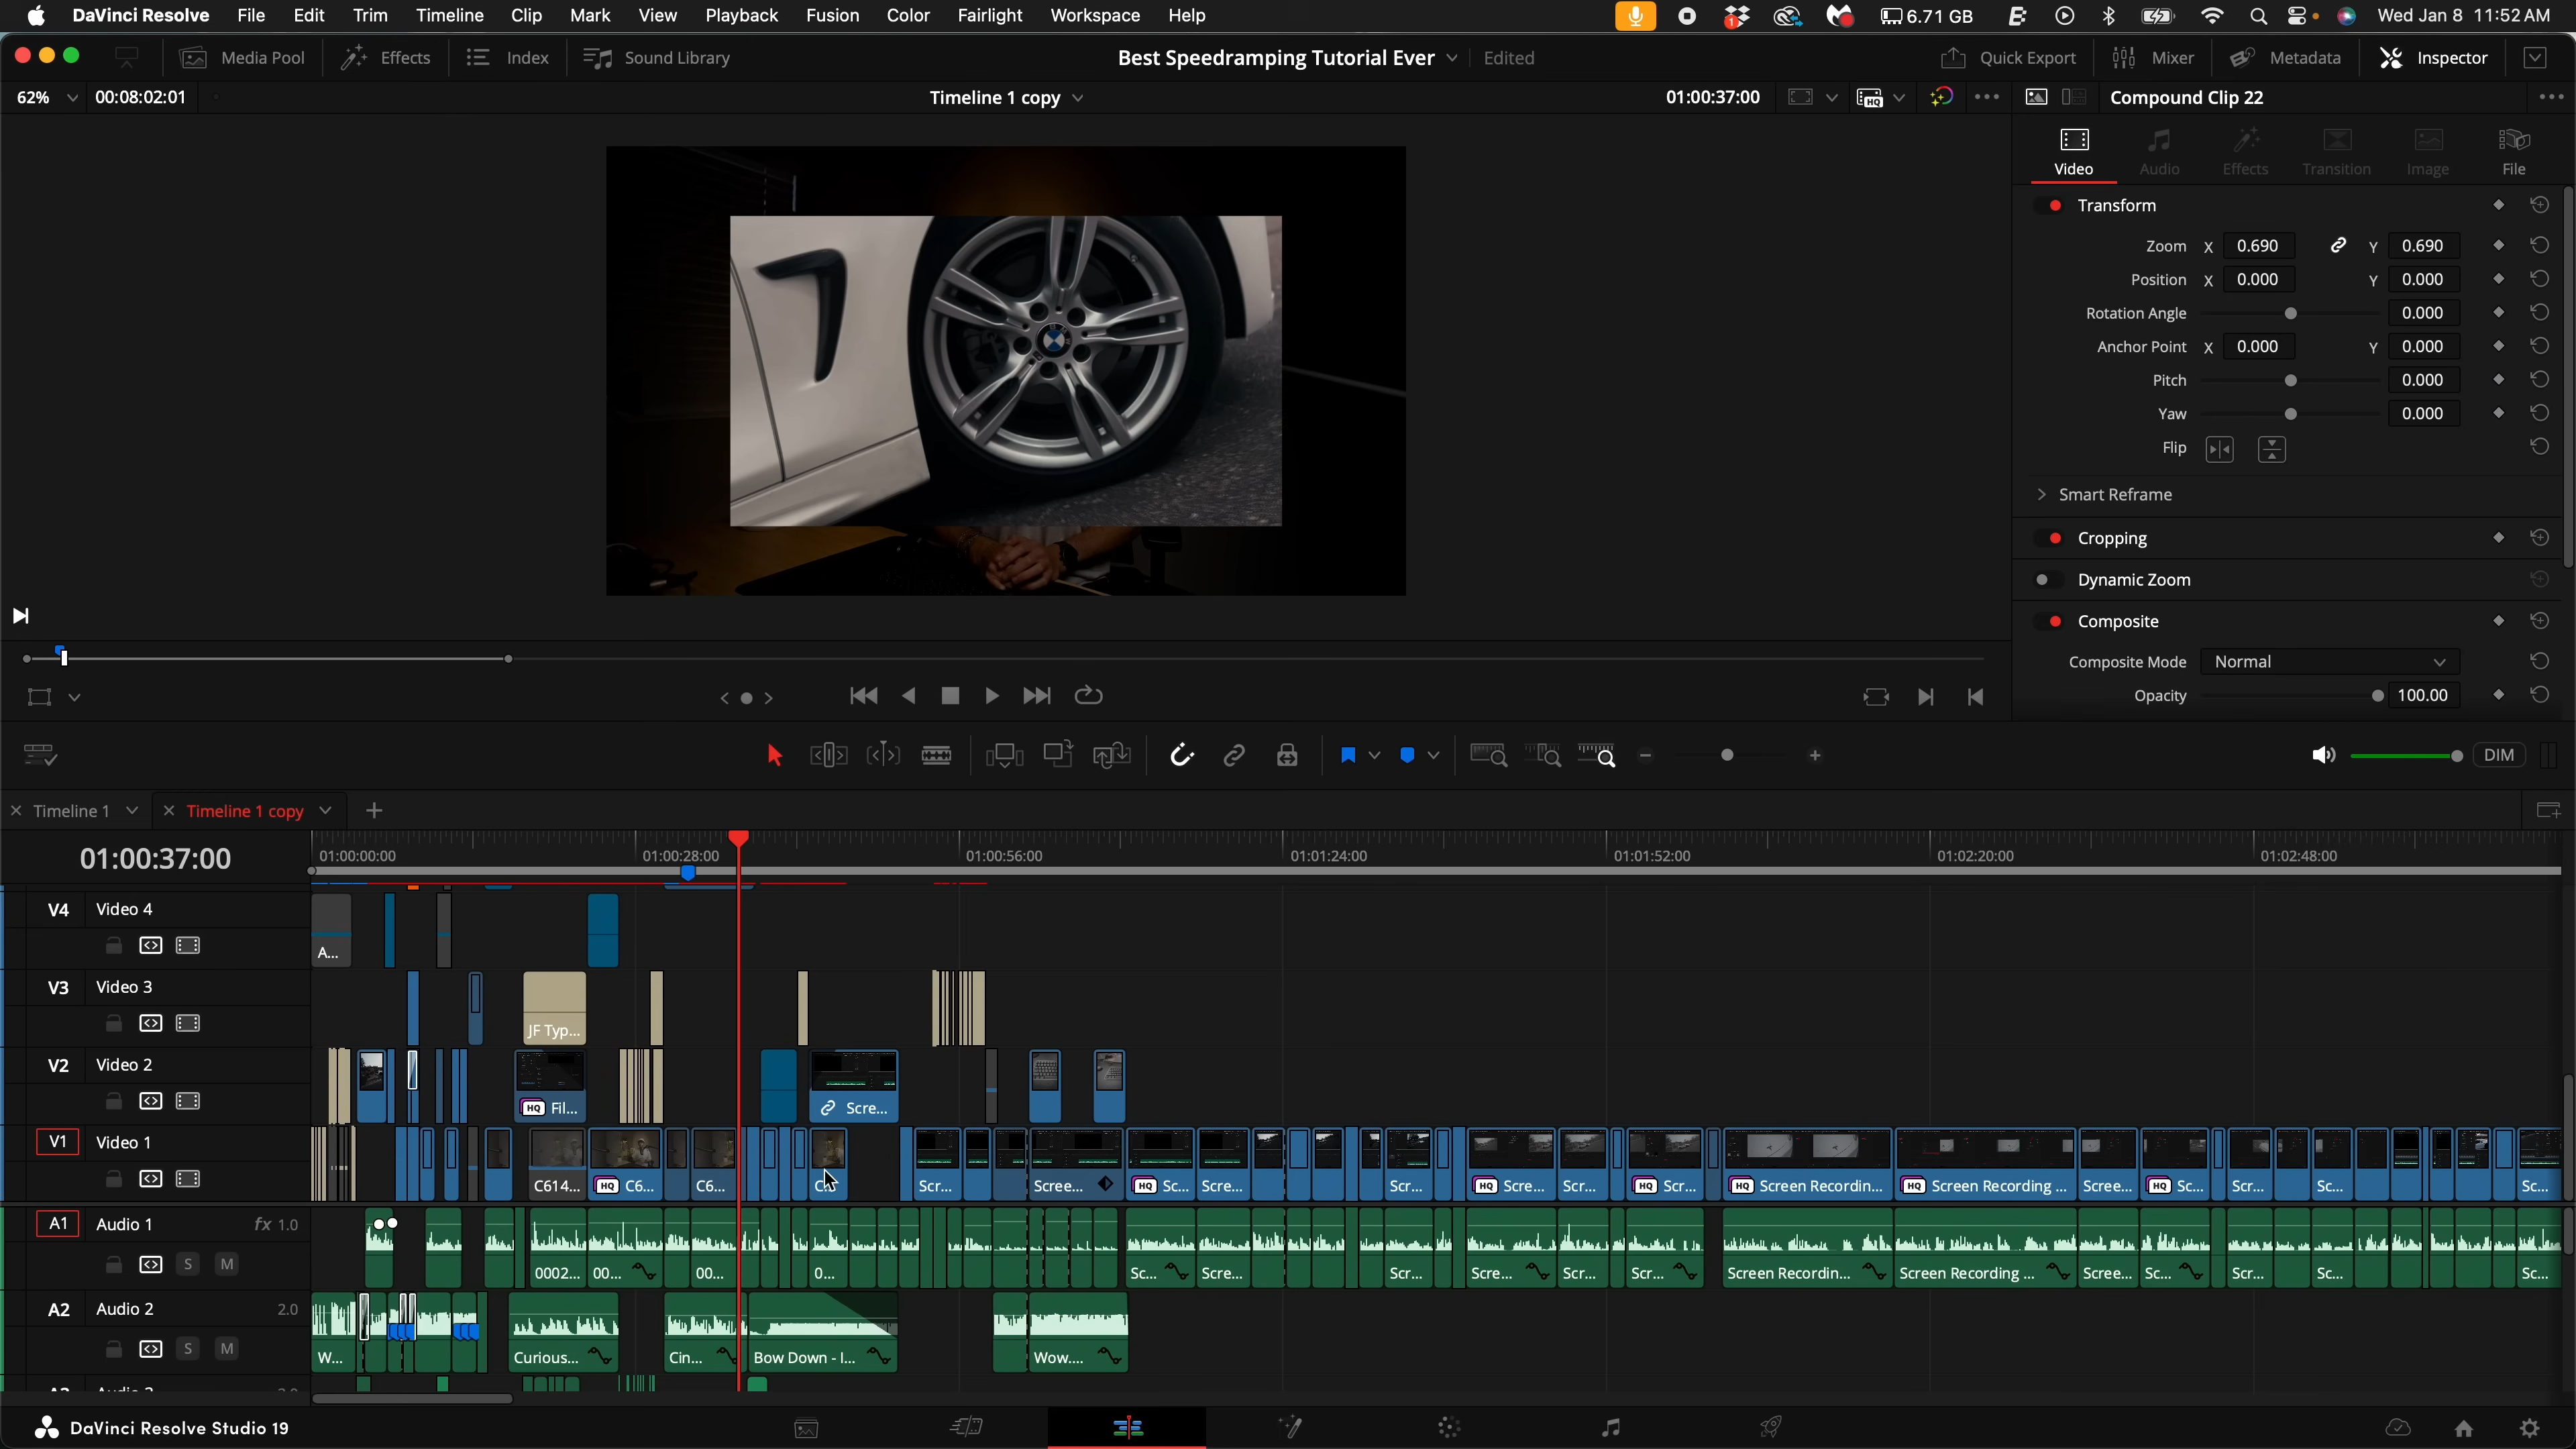 DaVinci Resolve File Edit Trim Timeline Clip Mark View Playback Fusion Color Fairlight Workspace Help 1 6.71 GB Wed Jan 8 11:52 AM
Media Pool Effects Index Sound Library Best Speedramping Tutorial Ever Edited Quick Export Mixer Metadata Inspector
62% 00:08:02:01 Timeline 1 copy 01:00:37:00 HQ Compound Clip 22
Video Audio Effects Transition Image File
Transform
Zoom X 0.690 Y 0.690
Position X 0.000 Y 0.000
Rotation Angle 0.000
Anchor Point X 0.000 Y 0.000
Pitch 0.000
Yaw 0.000
Flip
Smart Reframe
Cropping
Dynamic Zoom
Composite
Composite Mode Normal
Opacity 100.00
DIM
Timeline 1 Timeline 1 copy
01:00:37:00 01:00:00:00 01:00:28:00 01:00:56:00 01:01:24:00 01:01:52:00 01:02:20:00 01:02:48:00
V4 Video 4
A...
V3 Video 3
JF Typ...
V2 Video 2
HQ Fil... Scre...
V1 Video 1
C614... HQ C6... C6... Scr... Scree... HQ Sc... Scre... Scr... HQ Scre... Scr... HQ Scr... HQ Screen Recordin... HQ Screen Recording ... Scree... HQ Sc... Scr... Sc... Sc...
A1 Audio 1 fx 1.0
S M 0002... 00... 00... 0... Sc... Scre... Scr... Scre... Scr... Scr... Screen Recordin... Screen Recording ... Scree... Sc... Scr... Sc... Sc...
A2 Audio 2 2.0
S M W... Curious... Cin... Bow Down - I... Wow....
DaVinci Resolve Studio 19